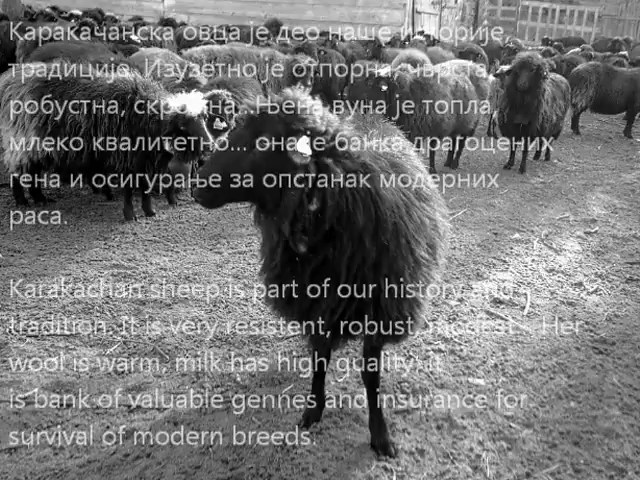 Каракачанска овца је део наше историје,
традиције. Изузетно је отпорна, чврста,
робустна, скромна... Њена вуна је топла,
млеко квалитетно... она је банка драгоцених
гена и осигурање за опстанак модерних
раса.
Karakachan sheep is part of our history and
tradition. It is very resistent, robust, modest... Her
wool is warm, milk has high quality, it
is bank of valuable gennes and insurance for
survival of modern breeds.